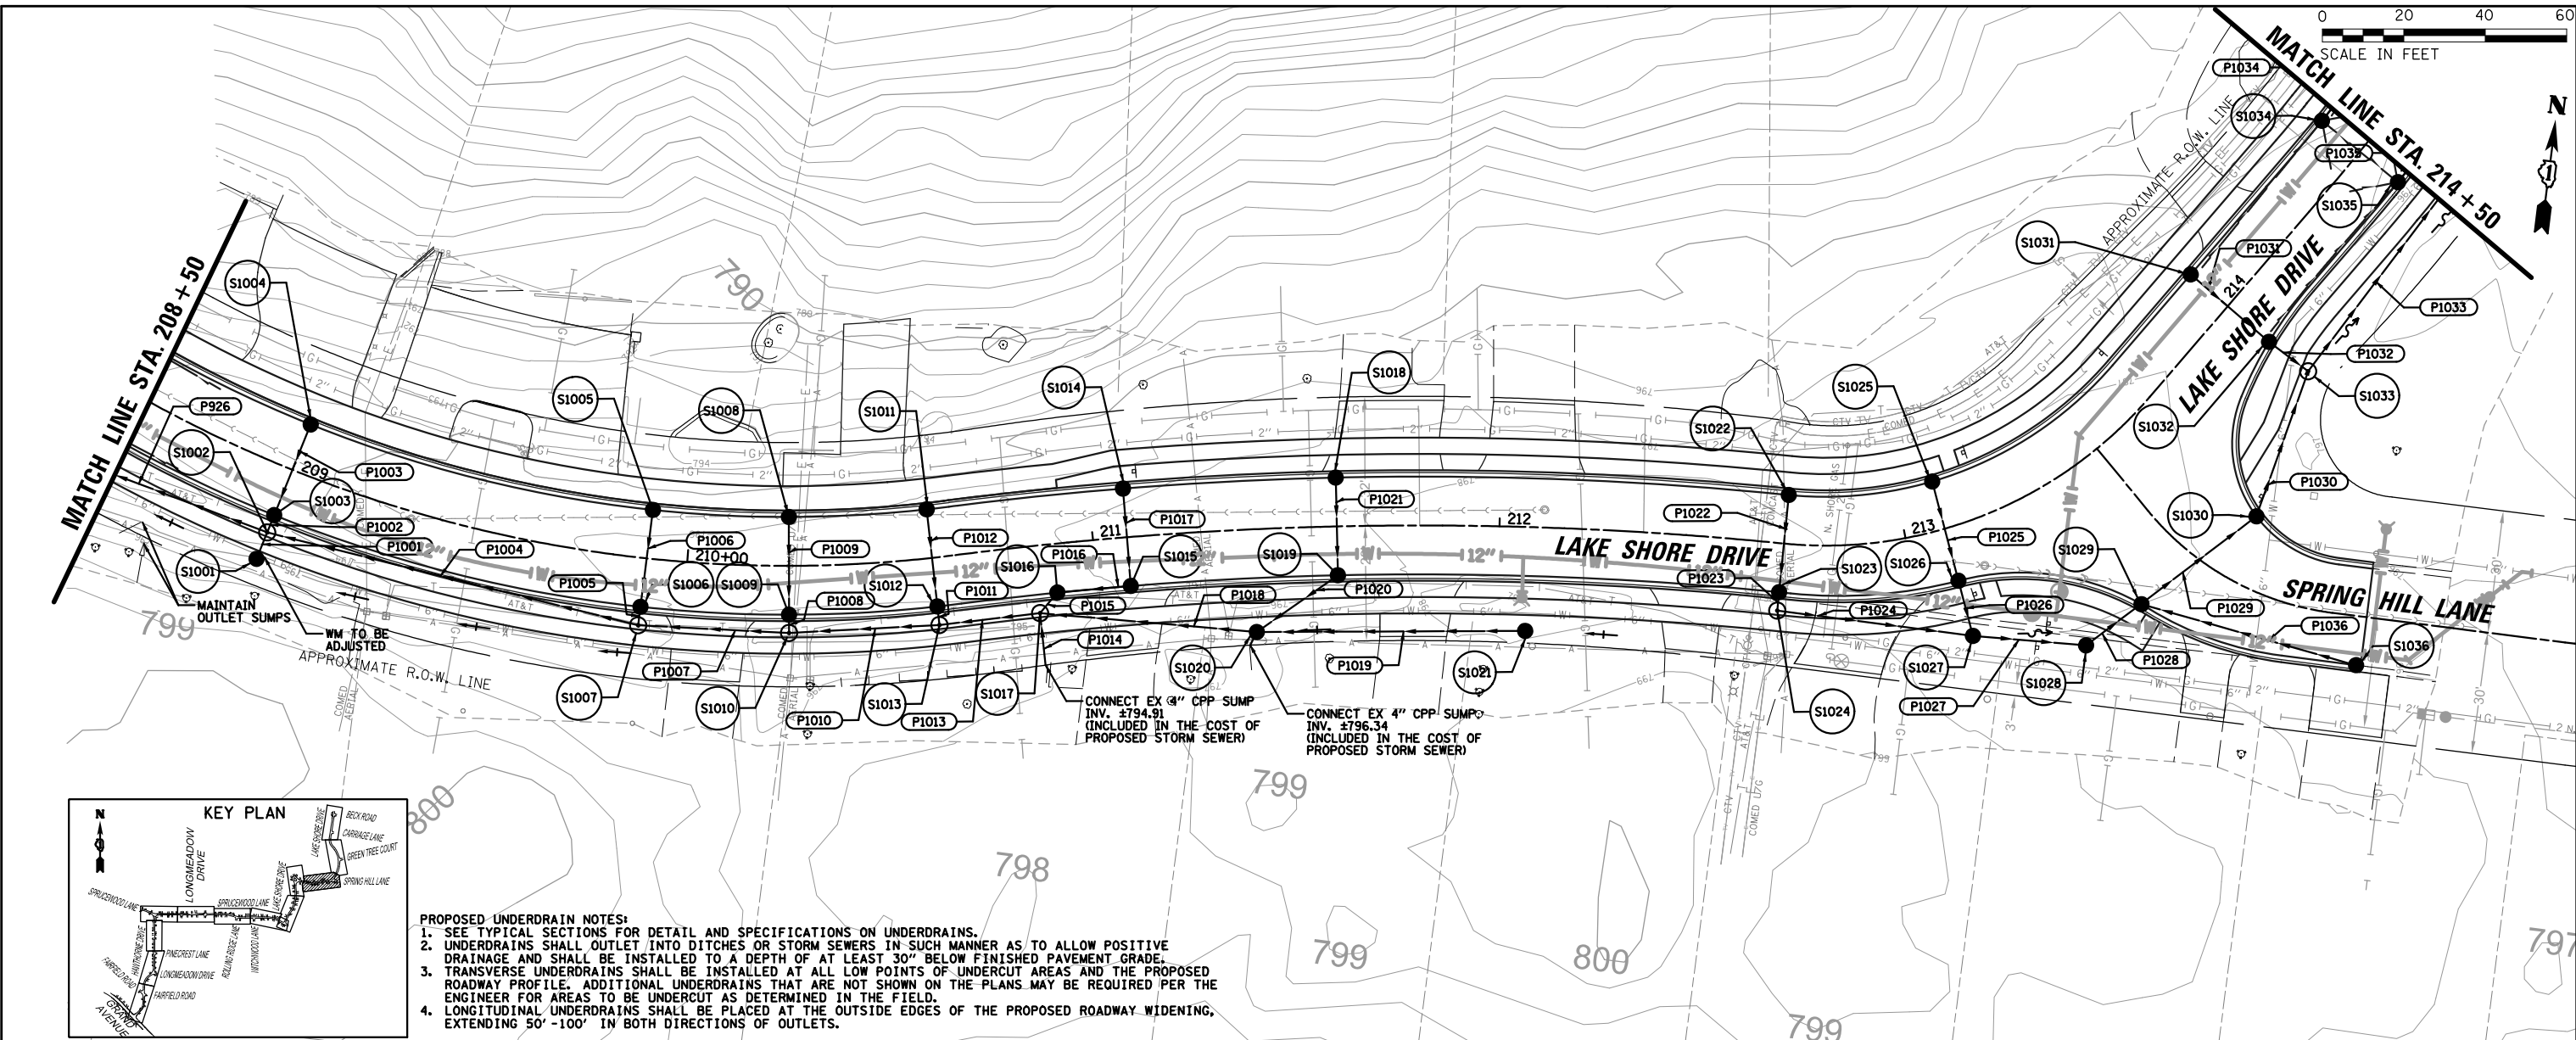 0 20 40 60
SCALE IN FEET
N
MATCH LINE STA. 208+50
MATCH LINE STA. 214+50
APPROXIMATE R.O.W. LINE
APPROXIMATE R.O.W. LINE
LAKE SHORE DRIVE
LAKE SHORE DRIVE
SPRING HILL LANE
209
210+00
211
212
213
214
790
799
800
798
799
799
800
799
797
P1034
S1034
P1035
S1035
S1031
P1031
P1033
P1032
S1033
S1032
S1004
P926
S1002
P1003
S1003
P1002
P1001
S1001
P1004
S1005
S1008
S1011
S1014
S1018
S1022
S1025
P1006
P1005
S1006
S1009
P1009
P1008
S1012
P1012
P1011
S1016
P1016
P1017
S1015
P1015
P1014
P1018
S1019
P1021
P1020
P1022
P1023
S1023
P1024
S1026
P1025
P1026
S1029
S1030
P1030
P1029
P1036
S1036
P1028
S1028
S1027
P1027
S1024
S1021
P1019
S1020
S1017
P1013
S1013
P1010
S1010
P1007
S1007
MAINTAIN
OUTLET SUMPS
WM TO BE
ADJUSTED
CONNECT EX 4" CPP SUMP
INV. ±794.91
(INCLUDED IN THE COST OF
PROPOSED STORM SEWER)
CONNECT EX 4" CPP SUMP
INV. ±796.34
(INCLUDED IN THE COST OF
PROPOSED STORM SEWER)
KEY PLAN
N
BECK ROAD
CARRIAGE LANE
GREEN TREE COURT
SPRING HILL LANE
LAKE SHORE DRIVE
LAKE SHORE DRIVE
LONGMEADOW
DRIVE
SPRUCEWOOD LANE
SPRUCEWOOD LANE
HAWTHORNE DRIVE
PINECREST LANE
LONGMEADOW DRIVE
ROLLING RIDGE LANE
FAIRFIELD ROAD
FAIRFIELD ROAD
GRAND
AVENUE
PROPOSED UNDERDRAIN NOTES:
1. SEE TYPICAL SECTIONS FOR DETAIL AND SPECIFICATIONS ON UNDERDRAINS.
2. UNDERDRAINS SHALL OUTLET INTO DITCHES OR STORM SEWERS IN SUCH MANNER AS TO ALLOW POSITIVE
DRAINAGE AND SHALL BE INSTALLED TO A DEPTH OF AT LEAST 30" BELOW FINISHED PAVEMENT GRADE.
3. TRANSVERSE UNDERDRAINS SHALL BE INSTALLED AT ALL LOW POINTS OF UNDERCUT AREAS AND THE PROPOSED
ROADWAY PROFILE. ADDITIONAL UNDERDRAINS THAT ARE NOT SHOWN ON THE PLANS MAY BE REQUIRED PER THE
ENGINEER FOR AREAS TO BE UNDERCUT AS DETERMINED IN THE FIELD.
4. LONGITUDINAL UNDERDRAINS SHALL BE PLACED AT THE OUTSIDE EDGES OF THE PROPOSED ROADWAY WIDENING,
EXTENDING 50'-100' IN BOTH DIRECTIONS OF OUTLETS.